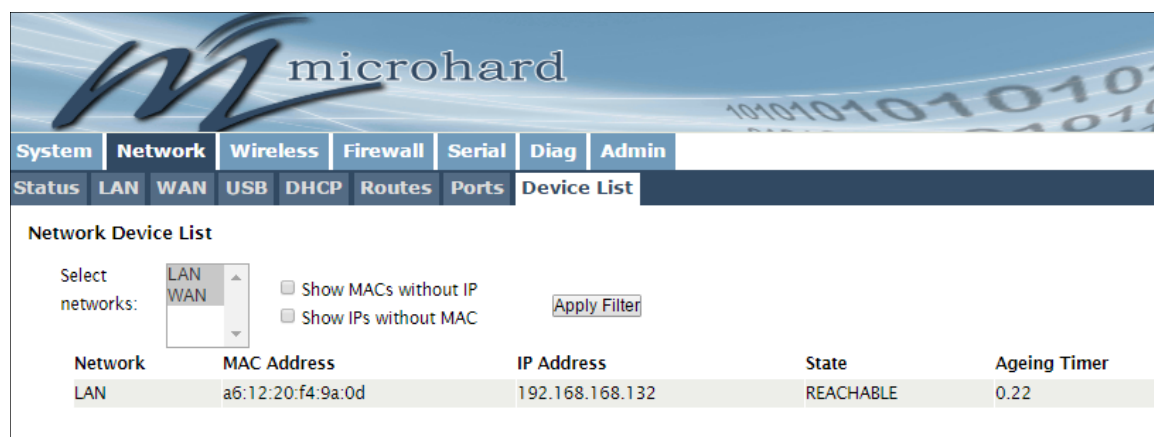 microhard
101010101010
System Network Wireless Firewall Serial Diag Admin
Status LAN WAN USB DHCP Routes Ports Device List
Network Device List
Select networks:
LAN
WAN
Show MACs without IP
Show IPs without MAC
Apply Filter
Network MAC Address IP Address State Ageing Timer
LAN a6:12:20:f4:9a:0d 192.168.168.132 REACHABLE 0.22